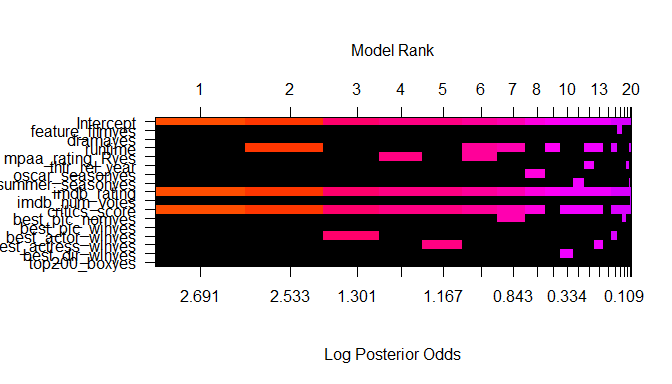 Model Rank
1 2 3 4 5 6 7 8 10 13 20
Intercept
feature_filmyes
dramayes
runtime
mpaa_rating_Ryes
thtr_rel_year
oscar_seasonyes
summer_seasonyes
imdb_rating
imdb_num_votes
critics_score
best_pic_nomyes
best_pic_winyes
best_actor_winyes
est_actress_winyes
best_dir_winyes
top200_boxyes
2.691 2.533 1.301 1.167 0.843 0.334 0.109
Log Posterior Odds